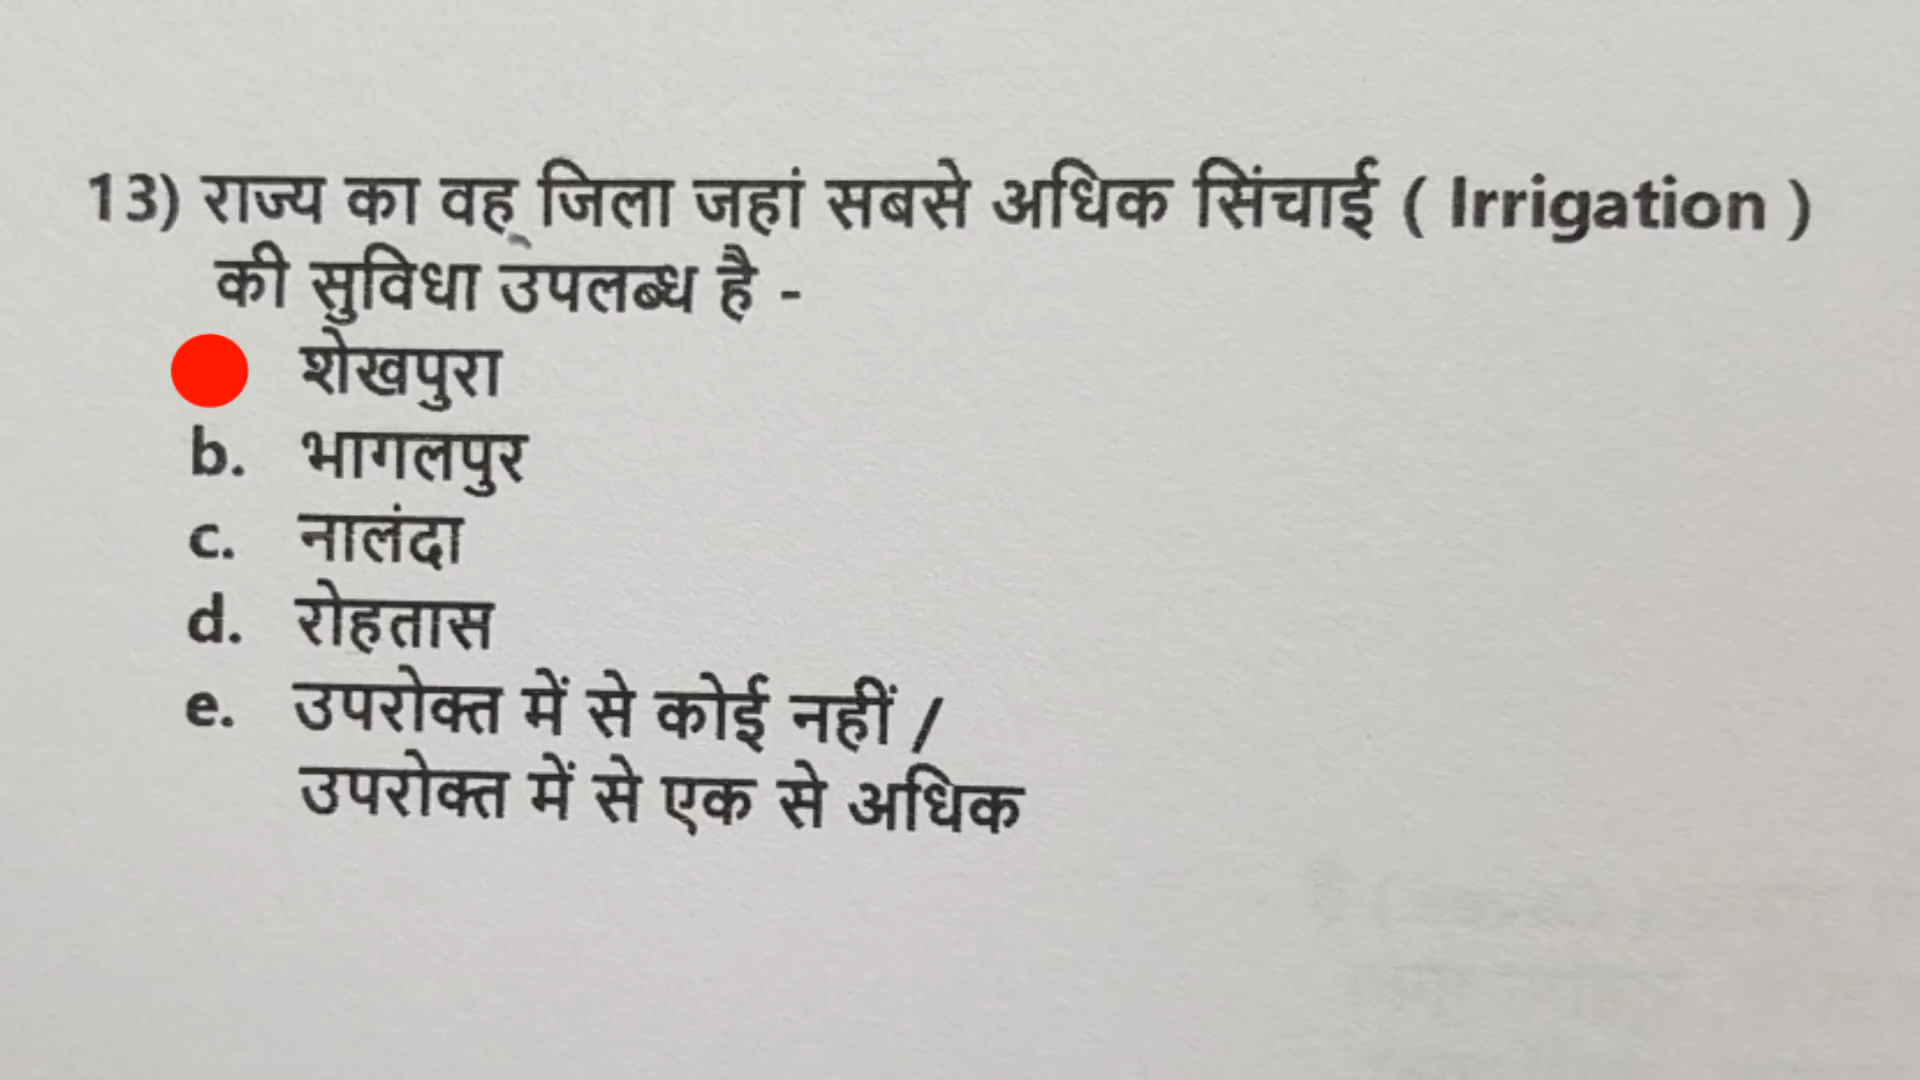 13) राज्य का वह जिला जहां सबसे अधिक सिंचाई ( Irrigation )
की सुविधा उपलब्ध है -
शेखपुरा
b. भागलपुर
c. नालंदा
d. रोहतास
e. उपरोक्त में से कोई नहीं /
उपरोक्त में से एक से अधिक